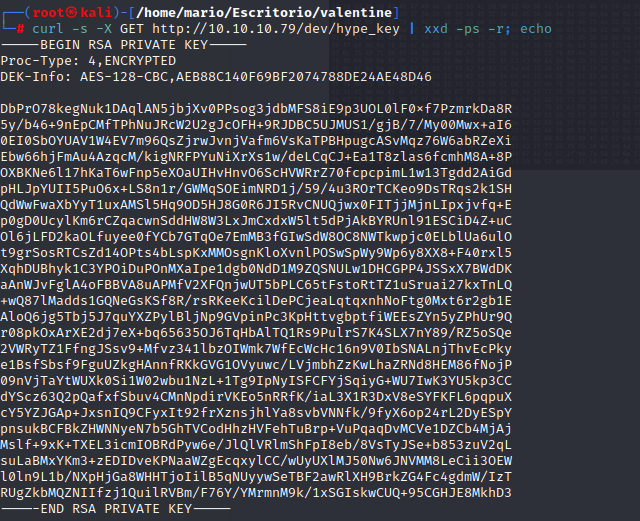 ┌──(root㉿kali)-[/home/mario/Escritorio/valentine]
└─# curl -s -X GET http://10.10.10.79/dev/hype_key | xxd -ps -r; echo
-----BEGIN RSA PRIVATE KEY-----
Proc-Type: 4,ENCRYPTED
DEK-Info: AES-128-CBC,AEB88C140F69BF2074788DE24AE48D46

DbPrO78kegNuk1DAqlAN5jbjXv0PPsog3jdbMFS8iE9p3UOL0lF0xf7PzmrkDa8R
5y/b46+9nEpCMfTPhNuJRcW2U2gJcOFH+9RJDBC5UJMUS1/gjB/7/My00Mwx+aI6
0EI0SbOYUAV1W4EV7m96QsZjrwJvnjVafm6VsKaTPBHpugcASvMqz76W6abRZeXi
Ebw66hjFmAu4AzqcM/kigNRFPYuNiXrXs1w/deLCqCJ+Ea1T8zlas6fcmhM8A+8P
OXBKNe6l17hKaT6wFnp5eXOaUIHvHnvO6ScHVWRrZ70fcpcpimL1w13Tgdd2AiGd
pHLJpYUII5PuO6x+LS8n1r/GWMqSOEimNRD1j/59/4u3ROrTCKeo9DsTRqs2k1SH
QdWwFwaXbYyT1uxAMSl5Hq9OD5HJ8G0R6JI5RvCNUQjwx0FITjjMjnLIpxjvfq+E
p0gD0UcylKm6rCZqacwnSddHW8W3LxJmCxdxW5lt5dPjAkBYRUnl91ESCiD4Z+uC
Ol6jLFD2kaOLfuyee0fYCb7GTqOe7EmMB3fGIwSdW8OC8NWTkwpjc0ELblUa6ulO
t9grSosRTCsZd14OPts4bLspKxMMOsgnKloXvnlPOSwSpWy9Wp6y8XX8+F40rxl5
XqhDUBhyk1C3YPOiDuPOnMXaIpe1dgb0NdD1M9ZQSNULw1DHCGPP4JSSxX7BWdDK
aAnWJvFglA4oFBBVA8uAPMfV2XFQnjwUT5bPLC65tFstoRtTZ1uSruai27kxTnLQ
+wQ87lMadds1GQNeGsKSf8R/rsRKeeKcilDePCjeaLqtqxnhNoFtg0Mxt6r2gb1E
AloQ6jg5Tbj5J7quYXZPylBljNp9GVpinPc3KpHttvgbptfiWEEsZYn5yZPhUr9Q
r08pkOxArXE2dj7eX+bq65635OJ6TqHbAlTQ1Rs9PulrS7K4SLX7nY89/RZ5oSQe
2VWRyTZ1FfngJSsv9+Mfvz341lbzOIWmk7WfEcWcHc16n9V0IbSNALnjThvEcPky
e1BsfSbsf9FguUZkgHAnnfRKkGVG1OVyuwc/LVjmbhZzKwLhaZRNd8HEM86fNojP
09nVjTaYtWUXk0Si1W02wbu1NzL+1Tg9IpNyISFCFYjSqiyG+WU7IwK3YU5kp3CC
dYScz63Q2pQafxfSbuv4CMnNpdirVKEo5nRRfK/iaL3X1R3DxV8eSYFKFL6pqpuX
cY5YZJGAp+JxsnIQ9CFyxIt92frXznsjhlYa8svbVNNfk/9fyX6op24rL2DyESpY
pnsukBCFBkZHWNNyeN7b5GhTVCodHhzHVFehTuBrp+VuPqaqDvMCVe1DZCb4MjAj
Mslf+9xK+TXEL3icmIOBRdPyw6e/JlQlVRlmShFpI8eb/8VsTyJSe+b853zuV2qL
suLaBMxYKm3+zEDIDveKPNaaWZgEcqxylCC/wUyUXlMJ50Nw6JNVMM8LeCii3OEW
l0ln9L1b/NXpHjGa8WHHTjoIilB5qNUyywSeTBF2awRlXH9BrkZG4Fc4gdmW/IzT
RUgZkbMQZNIIfzj1QuilRVBm/F76Y/YMrmnM9k/1xSGIskwCUQ+95CGHJE8MkhD3
-----END RSA PRIVATE KEY-----